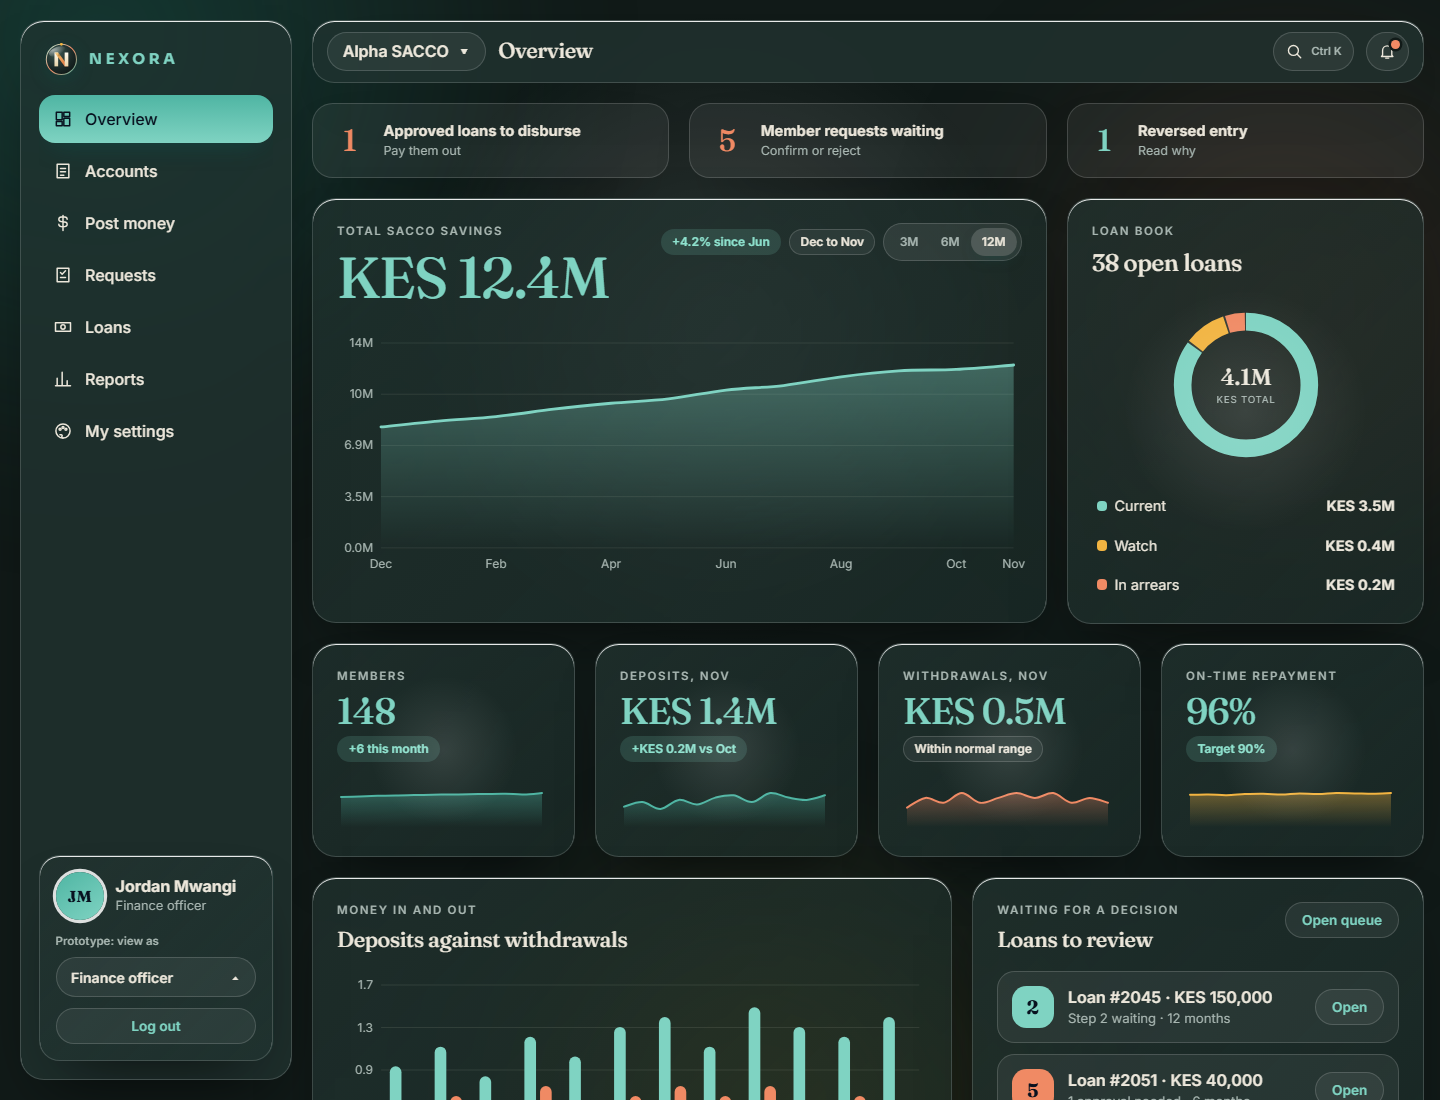 NEXORA
Overview
Accounts
Post money
Requests
Loans
Reports
My settings
JM
Jordan Mwangi
Finance officer
Prototype: view as
Finance officer
Log out
Alpha SACCO
Overview
Ctrl K
1
Approved loans to disburse
Pay them out
5
Member requests waiting
Confirm or reject
1
Reversed entry
Read why
TOTAL SACCO SAVINGS
KES 12.4M
+4.2% since Jun
Dec to Nov
3M 6M 12M
14M
10M
6.9M
3.5M
0.0M
Dec Feb Apr Jun Aug Oct Nov
LOAN BOOK
38 open loans
4.1M
KES TOTAL
Current KES 3.5M
Watch KES 0.4M
In arrears KES 0.2M
MEMBERS
148
+6 this month
DEPOSITS, NOV
KES 1.4M
+KES 0.2M vs Oct
WITHDRAWALS, NOV
KES 0.5M
Within normal range
ON-TIME REPAYMENT
96%
Target 90%
MONEY IN AND OUT
Deposits against withdrawals
1.7
1.3
0.9
WAITING FOR A DECISION
Loans to review
Open queue
2
Loan #2045 · KES 150,000
Step 2 waiting · 12 months
Open
5
Loan #2051 · KES 40,000
1 approval needed · 6 months
Open